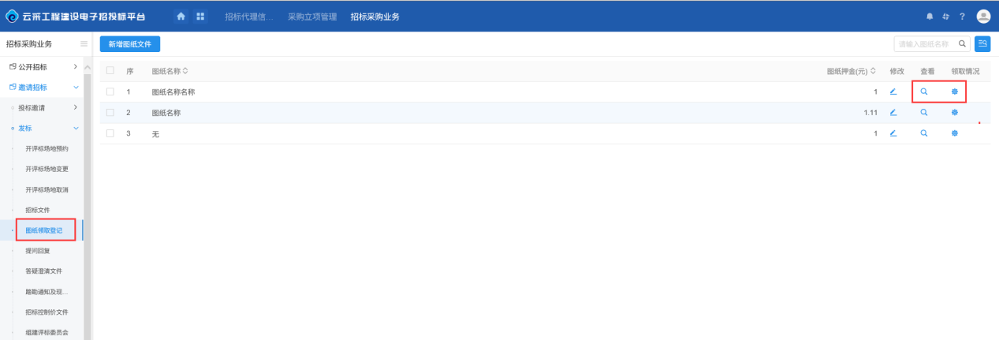 云采工程建设电子招投标平台 招标代理信... 采购立项管理 招标采购业务 ?
招标采购业务 新增图纸文件 请输入图纸名称
公开招标 序 图纸名称 图纸押金(元) 修改 查看 领取情况
邀请招标 1 图纸名称名称 1
投标邀请 2 图纸名称 1.11
发标 3 无 1
开评标场地预约
开评标场地变更
开评标场地取消
招标文件
图纸领取登记
提问回复
答疑澄清文件
踏勘通知及现...
招标控制价文件
组建评标委员会